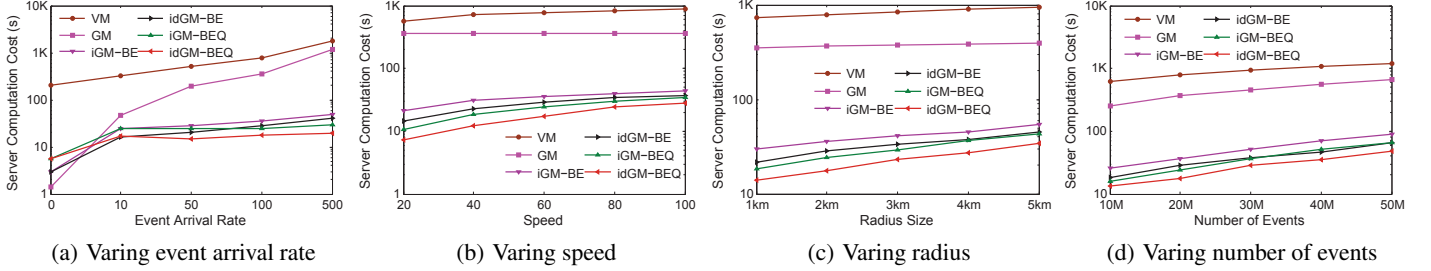 Server Computation Cost (s)
10K
1K
100
10
1
VM
GM
iGM-BE
idGM-BE
iGM-BEQ
idGM-BEQ
0 10 50 100 500
Event Arrival Rate
(a) Varing event arrival rate
Server Computation Cost (s)
1K
100
10
1
VM
GM
iGM-BE
idGM-BE
iGM-BEQ
idGM-BEQ
20 40 60 80 100
Speed
(b) Varing speed
Server Computation Cost (s)
1K
100
10
VM
GM
iGM-BE
idGM-BE
iGM-BEQ
idGM-BEQ
1km 2km 3km 4km 5km
Radius Size
(c) Varing radius
Server Computation Cost (s)
10K
1K
100
10
VM
GM
iGM-BE
idGM-BE
iGM-BEQ
idGM-BEQ
10M 20M 30M 40M 50M
Number of Events
(d) Varing number of events